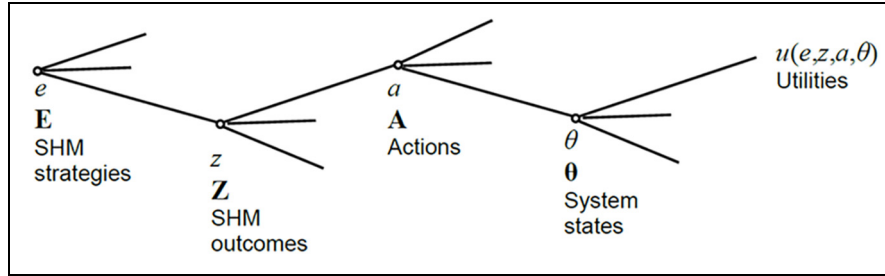 e
E
SHM
strategies
z
Z
SHM
outcomes
a
A
Actions
θ
θ
System
states
u(e,z,a,θ)
Utilities